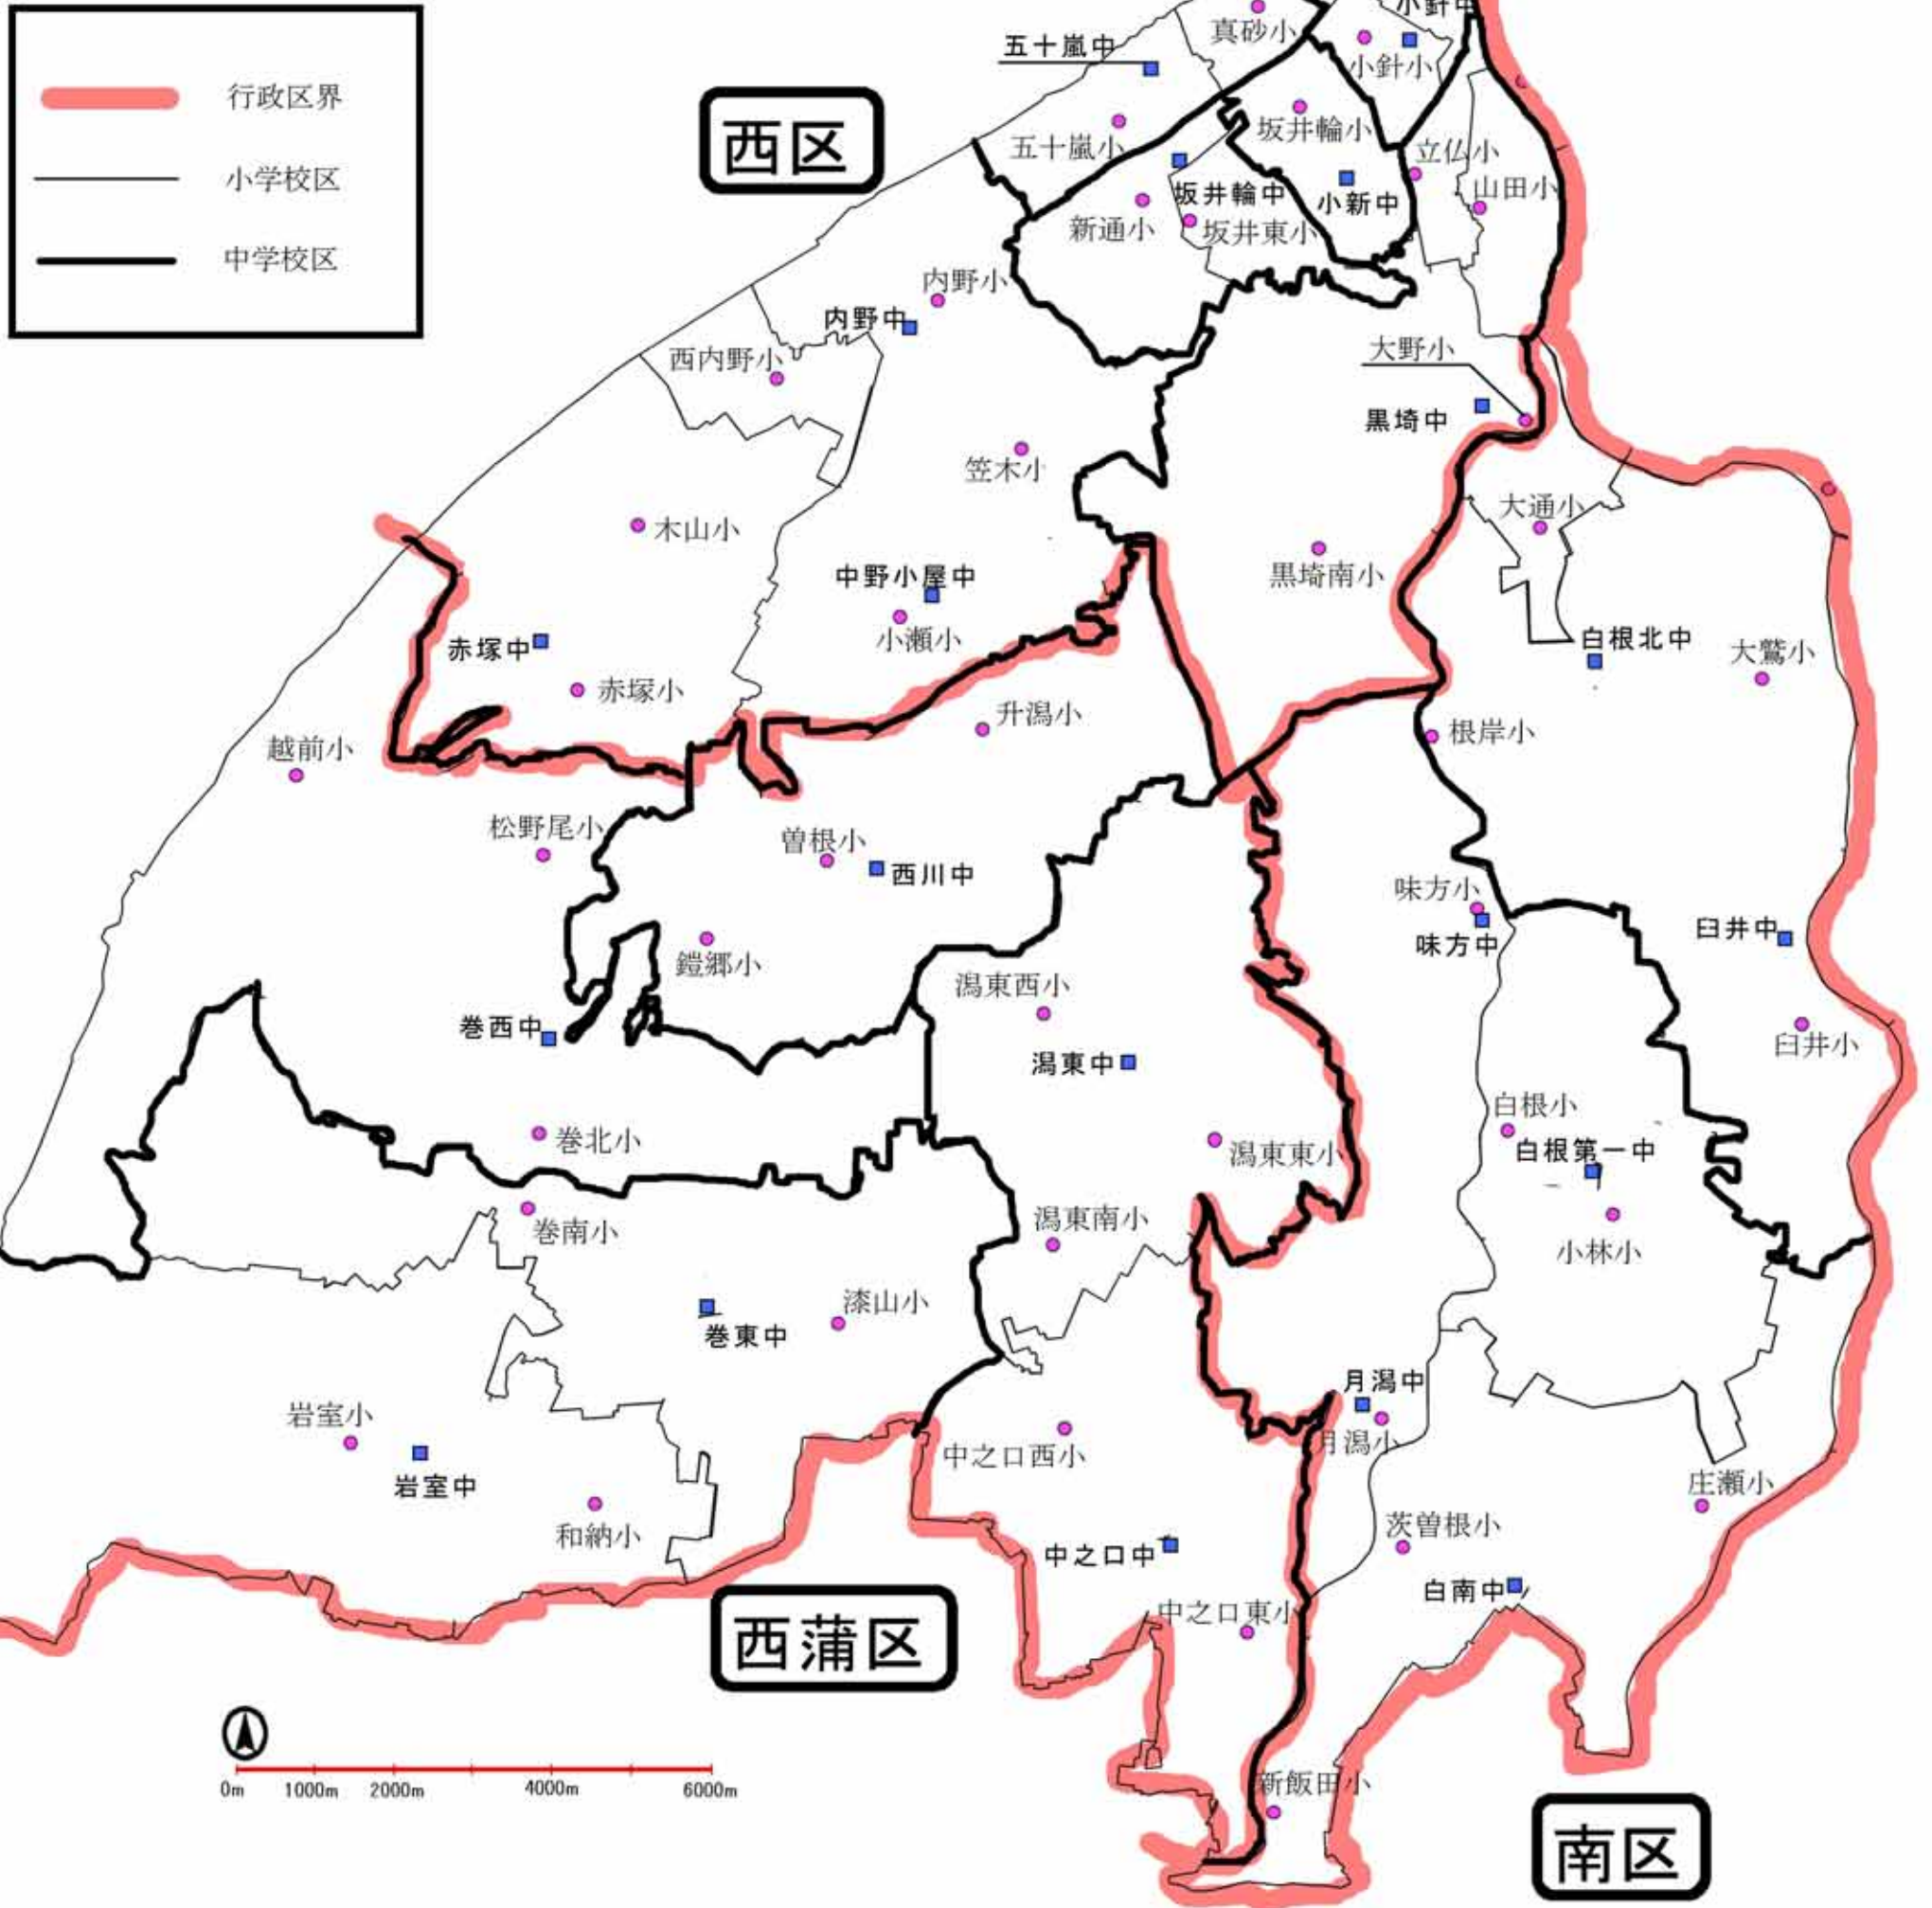 行政区界
小学校区
中学校区
西区
真砂小
小針中
五十嵐中
小針小
坂井輪小
五十嵐小
立仏小
山田小
坂井輪中
小新中
新通小
坂井東小
内野小
内野中
西内野小
大野小
黒埼中
笠木小
大通小
木山小
中野小屋中
黒埼南小
小瀬小
白根北中
赤塚中
大鷲小
赤塚小
升潟小
根岸小
越前小
松野尾小
曽根小
西川中
味方小
味方中
臼井中
鎧郷小
潟東西小
巻西中
潟東中
臼井小
白根小
巻北小
潟東東小
白根第一中
巻南小
潟東南小
小林小
漆山小
巻東中
月潟中
岩室小
月潟小
中之口西小
岩室中
庄瀬小
和納小
茨曽根小
中之口中
白南中
中之口東小
西蒲区
新飯田小
0m 1000m 2000m 4000m 6000m
南区